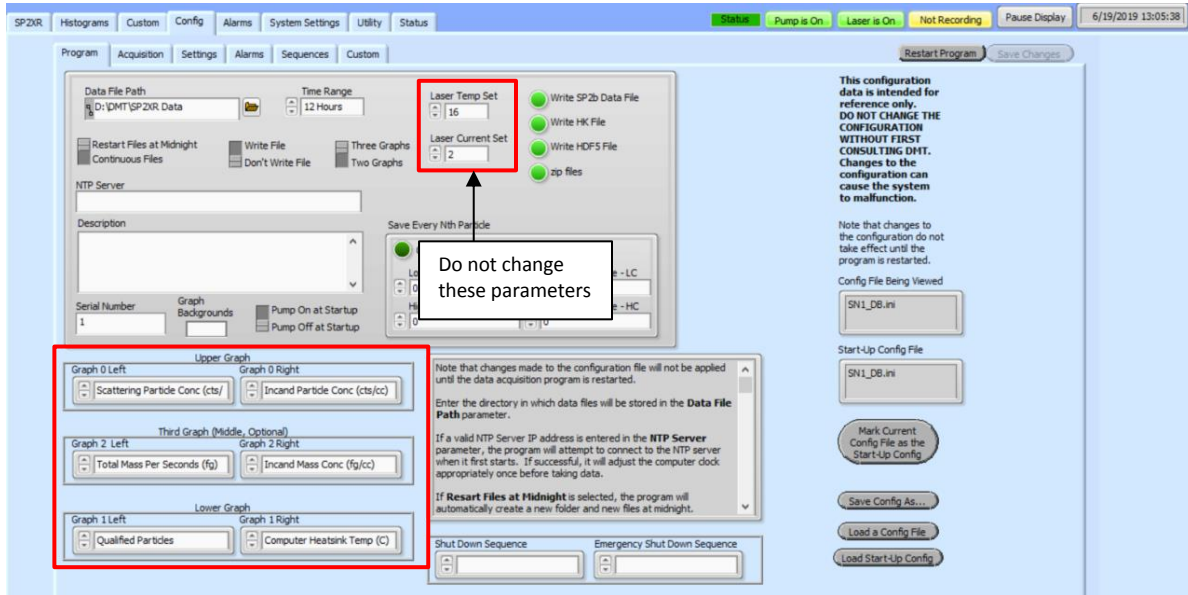 SP2XR Histograms Custom Config Alarms System Settings Utility Status
Status Pump is On Laser is On Not Recording Pause Display 6/19/2019 13:05:38
Program Acquisition Settings Alarms Sequences Custom
Restart Program Save Changes
Data File Path
D:\DMT\SP2XR Data
Time Range
12 Hours
Restart Files at Midnight
Continuous Files
Write File
Don't Write File
Three Graphs
Two Graphs
Laser Temp Set
16
Laser Current Set
2
Write SP2b Data File
Write HK File
Write HDF5 File
zip files
NTP Server
Description
Save Every Nth Particle
Do not change
these parameters
0
- LC
0
0
- HC
Serial Number
1
Graph
Backgrounds
Pump On at Startup
Pump Off at Startup
Upper Graph
Graph 0 Left Graph 0 Right
Scattering Particle Conc (cts/ Incand Particle Conc (cts/cc)
Third Graph (Middle, Optional)
Graph 2 Left Graph 2 Right
Total Mass Per Seconds (fg) Incand Mass Conc (fg/cc)
Lower Graph
Graph 1 Left Graph 1 Right
Qualified Particles Computer Heatsink Temp (C)
Note that changes made to the configuration file will not be applied
until the data acquisition program is restarted.
Enter the directory in which data files will be stored in the Data File
Path parameter.
If a valid NTP Server IP address is entered in the NTP Server
parameter, the program will attempt to connect to the NTP server
when it first starts. If successful, it will adjust the computer clock
appropriately once before taking data.
If Resart Files at Midnight is selected, the program will
automatically create a new folder and new files at midnight.
Shut Down Sequence Emergency Shut Down Sequence
This configuration
data is intended for
reference only.
DO NOT CHANGE THE
CONFIGURATION
WITHOUT FIRST
CONSULTING DMT.
Changes to the
configuration can
cause the system
to malfunction.
Note that changes to
the configuration do not
take effect until the
program is restarted.
Config File Being Viewed
SN1_DB.ini
Start-Up Config File
SN1_DB.ini
Mark Current
Config File as the
Start-Up Config
Save Config As...
Load a Config File
Load Start-Up Config